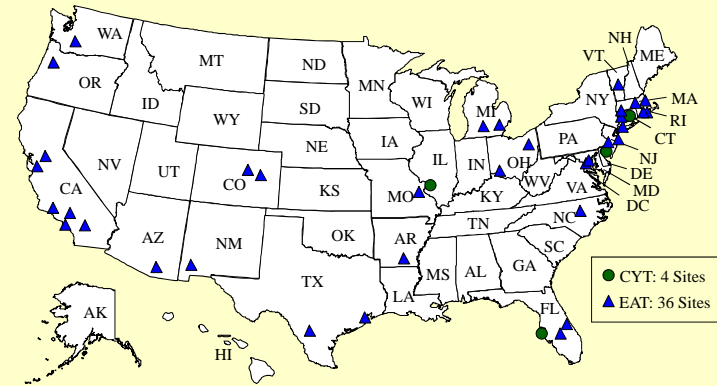 WA
NH
ME
VT
MT
ND
OR
MN
NY
MA
ID
SD
WI
MI
RI
WY
CT
PA
IA
NE
NV
IL
IN
OH
NJ
UT
DE
CO
CA
KS
MO
WV
VA
MD
KY
DC
NC
TN
AZ
NM
OK
AR
SC
MS
AL
GA
TX
LA
CYT: 4 Sites
FL
EAT: 36 Sites
AK
HI